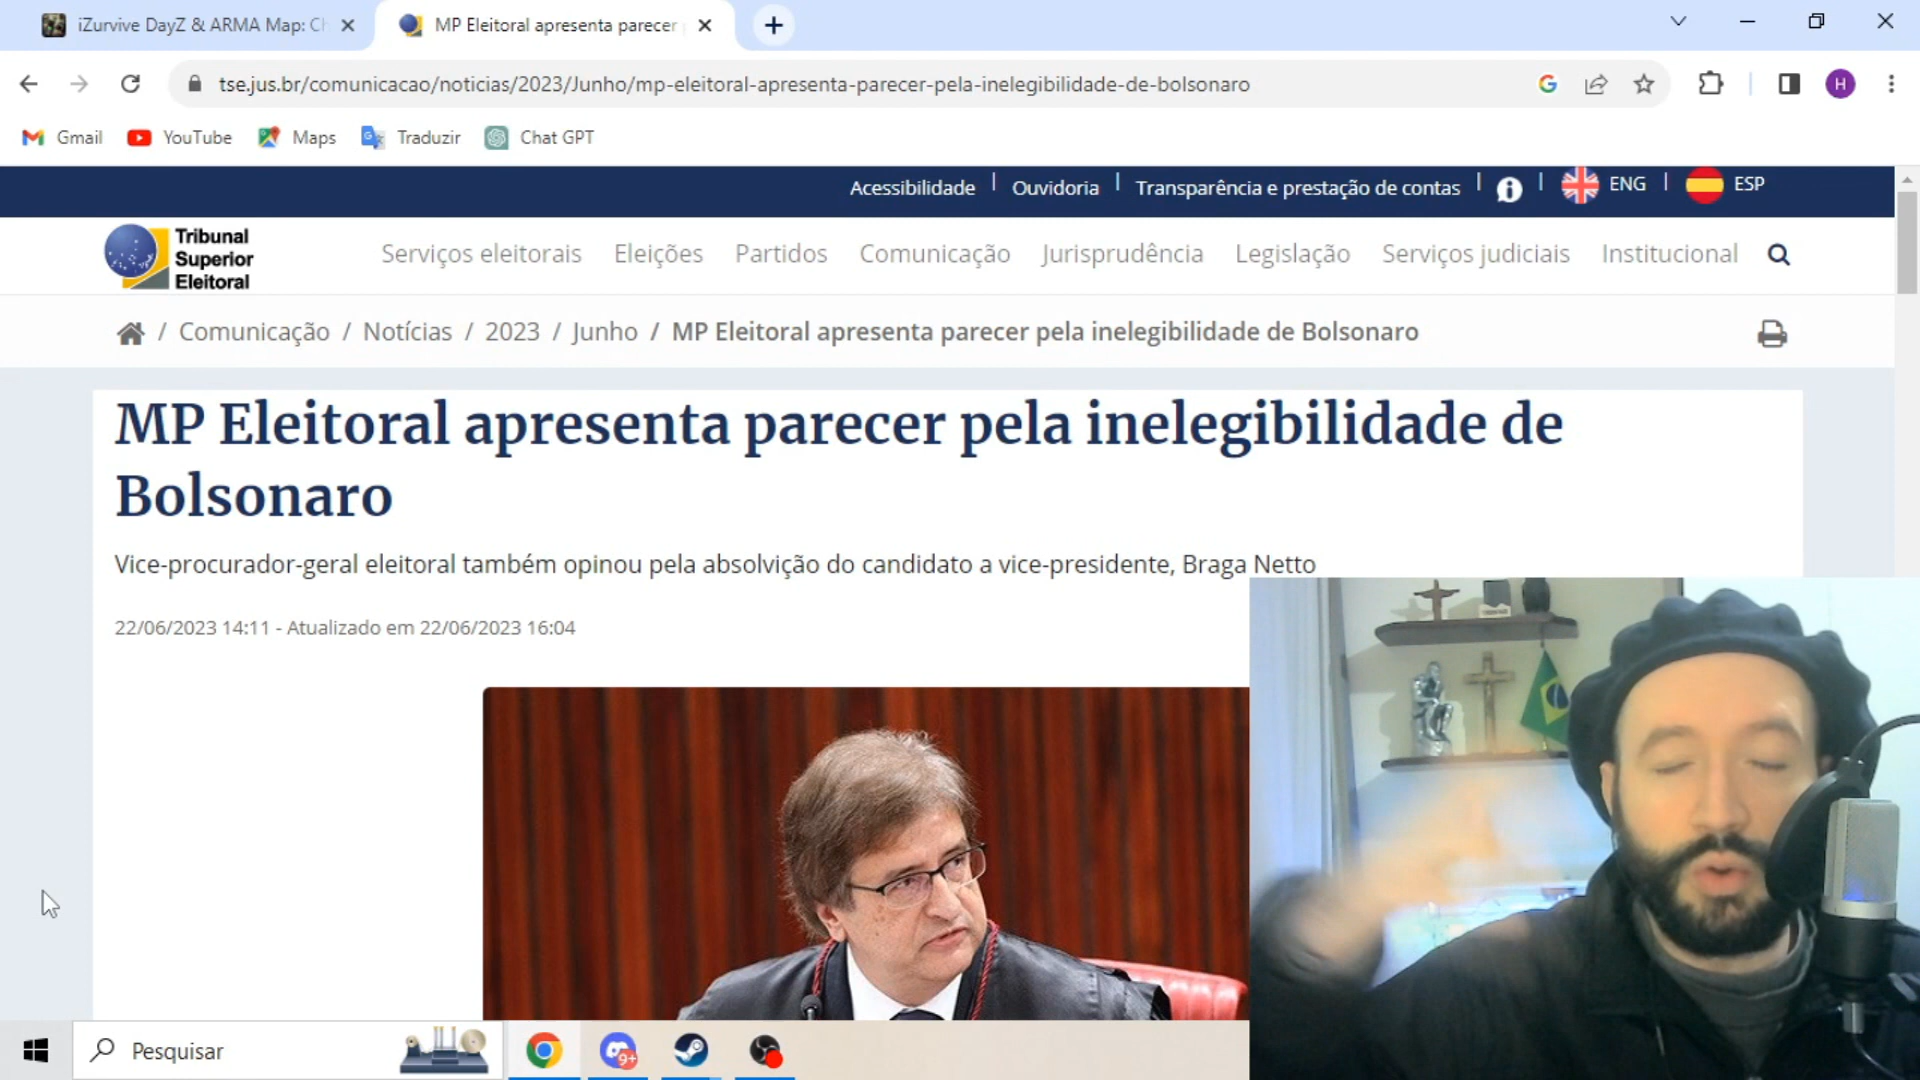 iZurvive DayZ & ARMA Map: Ch
MP Eleitoral apresenta parecer
tse.jus.br/comunicacao/noticias/2023/Junho/mp-eleitoral-apresenta-parecer-pela-inelegibilidade-de-bolsonaro
H
Gmail
YouTube
Maps
Traduzir
Chat GPT
Acessibilidade
Ouvidoria
Transparência e prestação de contas
ENG
ESP
Tribunal
Superior
Eleitoral
Serviços eleitorais
Eleições
Partidos
Comunicação
Jurisprudência
Legislação
Serviços judiciais
Institucional
/ Comunicação / Notícias / 2023 / Junho / MP Eleitoral apresenta parecer pela inelegibilidade de Bolsonaro
MP Eleitoral apresenta parecer pela inelegibilidade de
Bolsonaro
Vice-procurador-geral eleitoral também opinou pela absolvição do candidato a vice-presidente, Braga Netto
22/06/2023 14:11 - Atualizado em 22/06/2023 16:04
Pesquisar
9+